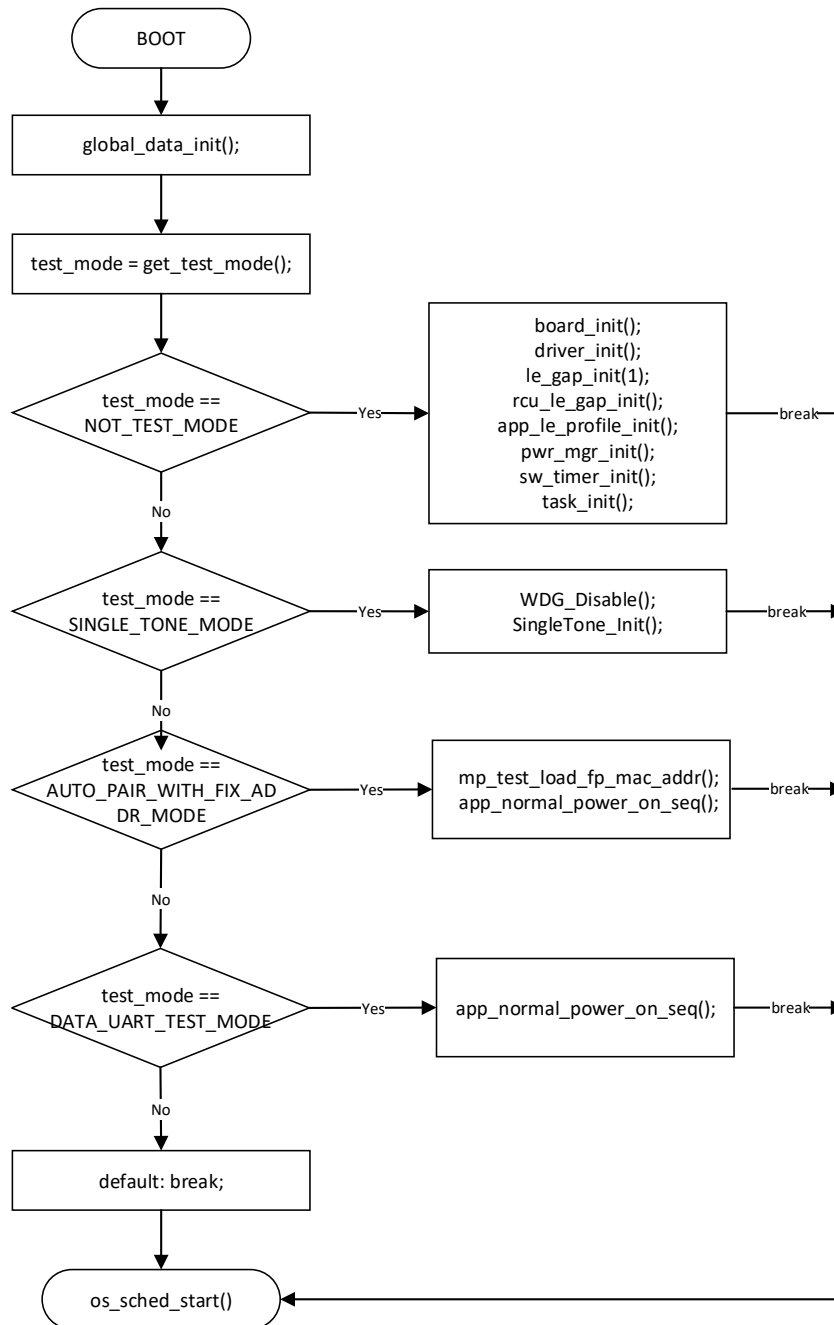 BOOT
global_data_init();
test_mode = get_test_mode();
test_mode ==
NOT_TEST_MODE
Yes
board_init();
driver_init();
le_gap_init(1);
rcu_le_gap_init();
app_le_profile_init();
pwr_mgr_init();
sw_timer_init();
task_init();
break
No
test_mode ==
SINGLE_TONE_MODE
Yes
WDG_Disable();
SingleTone_Init();
break
No
test_mode ==
AUTO_PAIR_WITH_FIX_AD
DR_MODE
Yes
mp_test_load_fp_mac_addr();
app_normal_power_on_seq();
break
No
test_mode ==
DATA_UART_TEST_MODE
Yes
app_normal_power_on_seq();
break
No
default: break;
os_sched_start()